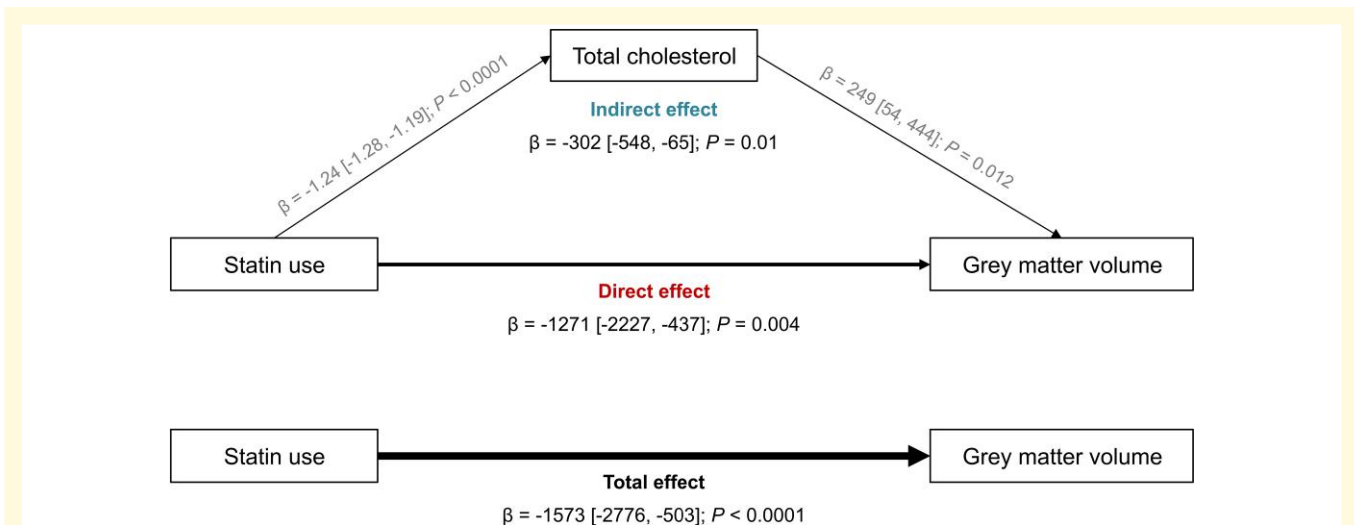 Total cholesterol
β = -1.24 [-1.28, -1.19]; P < 0.0001
β = 249 [54, 444]; P = 0.012
Indirect effect
β = -302 [-548, -65]; P = 0.01
Statin use
Grey matter volume
Direct effect
β = -1271 [-2227, -437]; P = 0.004
Statin use
Grey matter volume
Total effect
β = -1573 [-2776, -503]; P < 0.0001